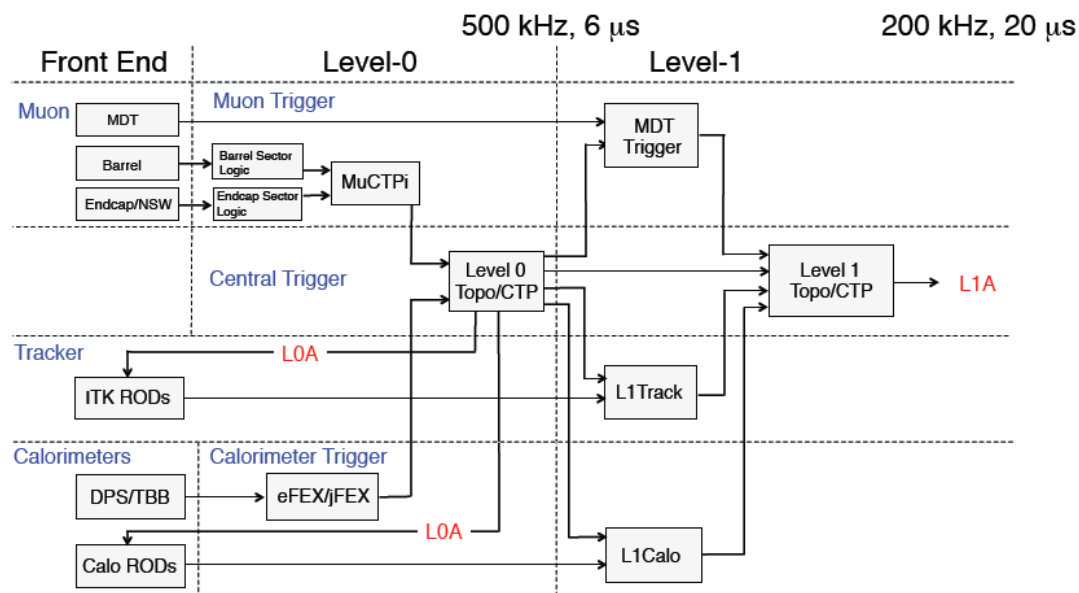 500 kHz, 6 μs
200 kHz, 20 μs
Front End
Level-0
Level-1
Muon
Muon Trigger
MDT
MDT
Trigger
Barrel
Barrel Sector
Logic
MuCTPi
Endcap/NSW
Endcap Sector
Logic
Central Trigger
Level 0
Topo/CTP
Level 1
Topo/CTP
L1A
Tracker
L0A
ITK RODs
L1Track
Calorimeters
Calorimeter Trigger
DPS/TBB
eFEX/jFEX
L0A
Calo RODs
L1Calo